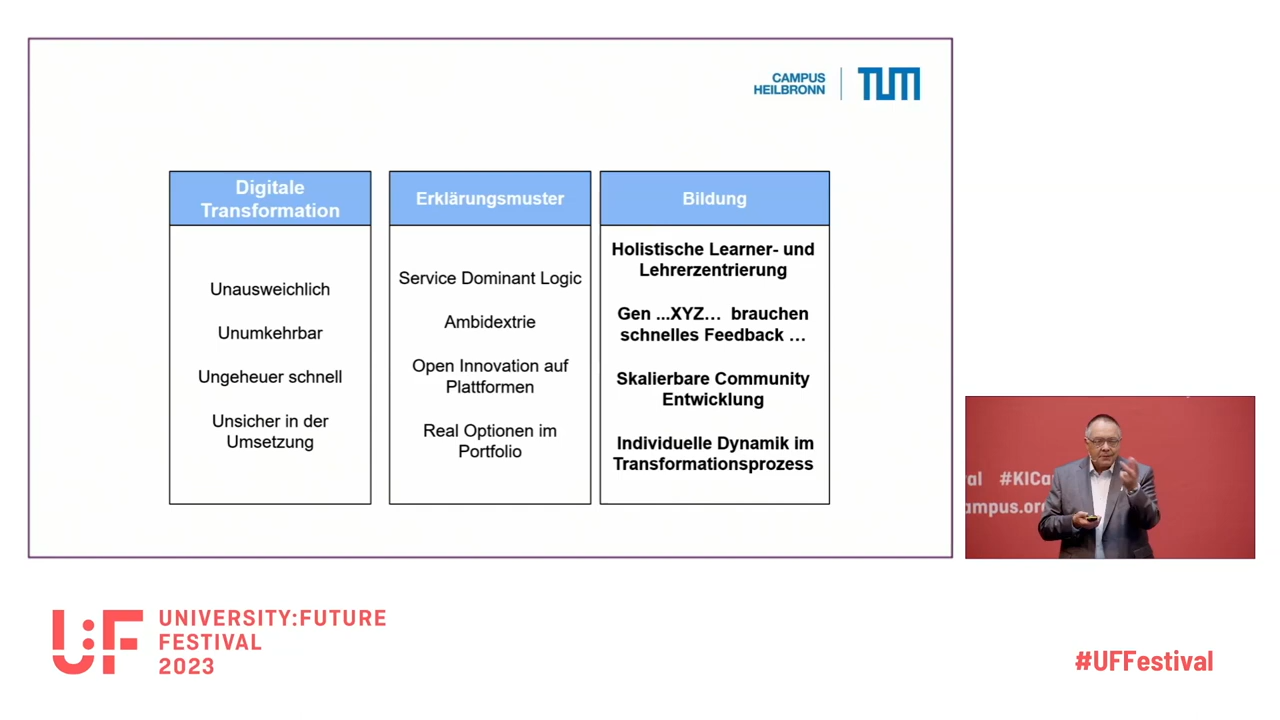 CAMPUS
HEILBRONN
TUM
Digitale
Transformation
Unausweichlich
Unumkehrbar
Ungeheuer schnell
Unsicher in der
Umsetzung
Erklärungsmuster
Service Dominant Logic
Ambidextrie
Open Innovation auf
Plattformen
Real Optionen im
Portfolio
Bildung
Holistische Learner- und
Lehrerzentrierung
Gen ...XYZ... brauchen
schnelles Feedback ...
Skalierbare Community
Entwicklung
Individuelle Dynamik im
Transformationsprozess
U:F
UNIVERSITY:FUTURE
FESTIVAL
2023
#UFFestival